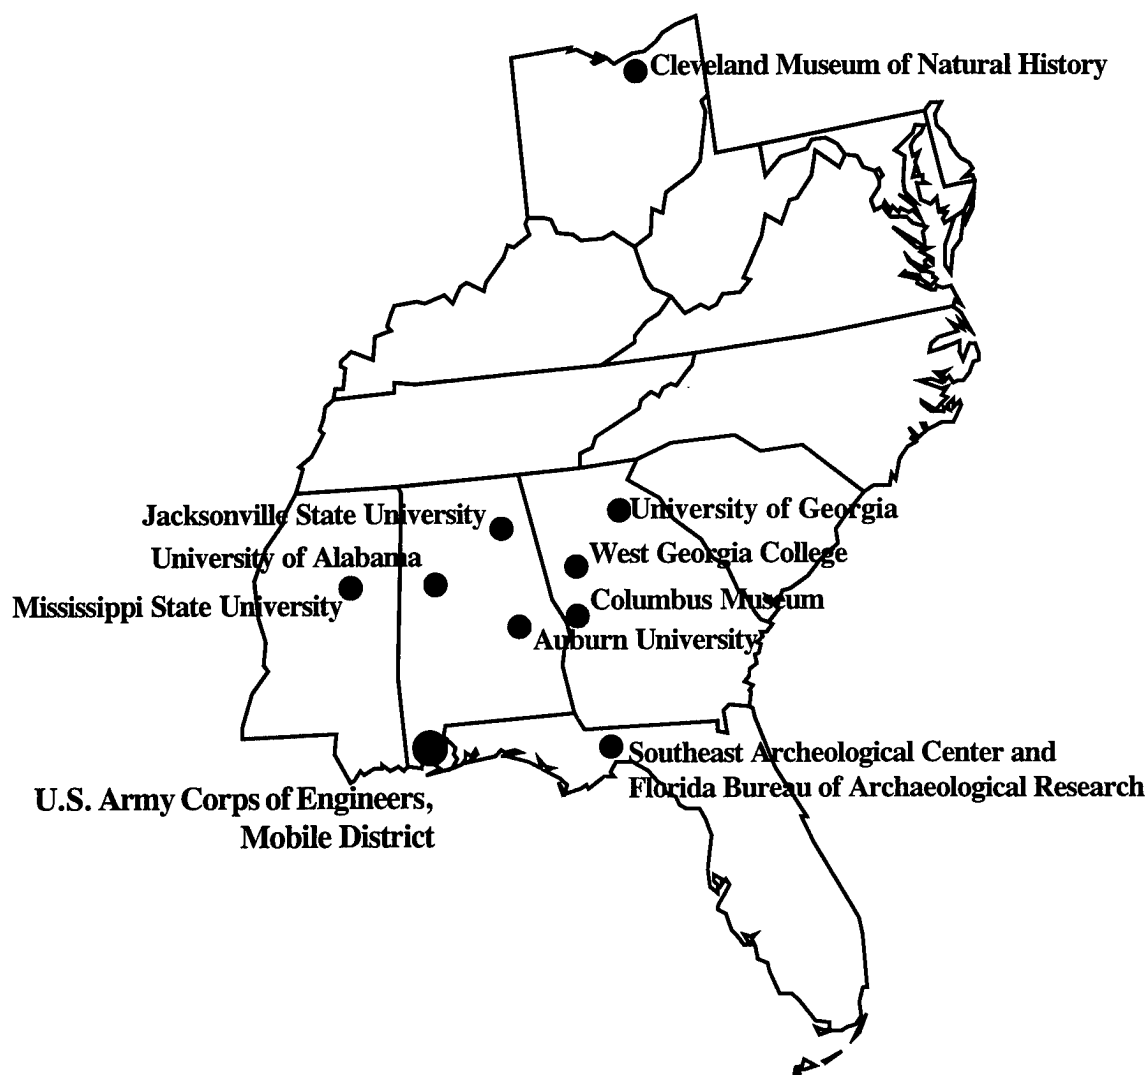 Cleveland Museum of Natural History
Jacksonville State University
University of Georgia
University of Alabama
West Georgia College
Mississippi State University
Columbus Museum
Auburn University
Southeast Archeological Center and
Florida Bureau of Archaeological Research
U.S. Army Corps of Engineers,
Mobile District